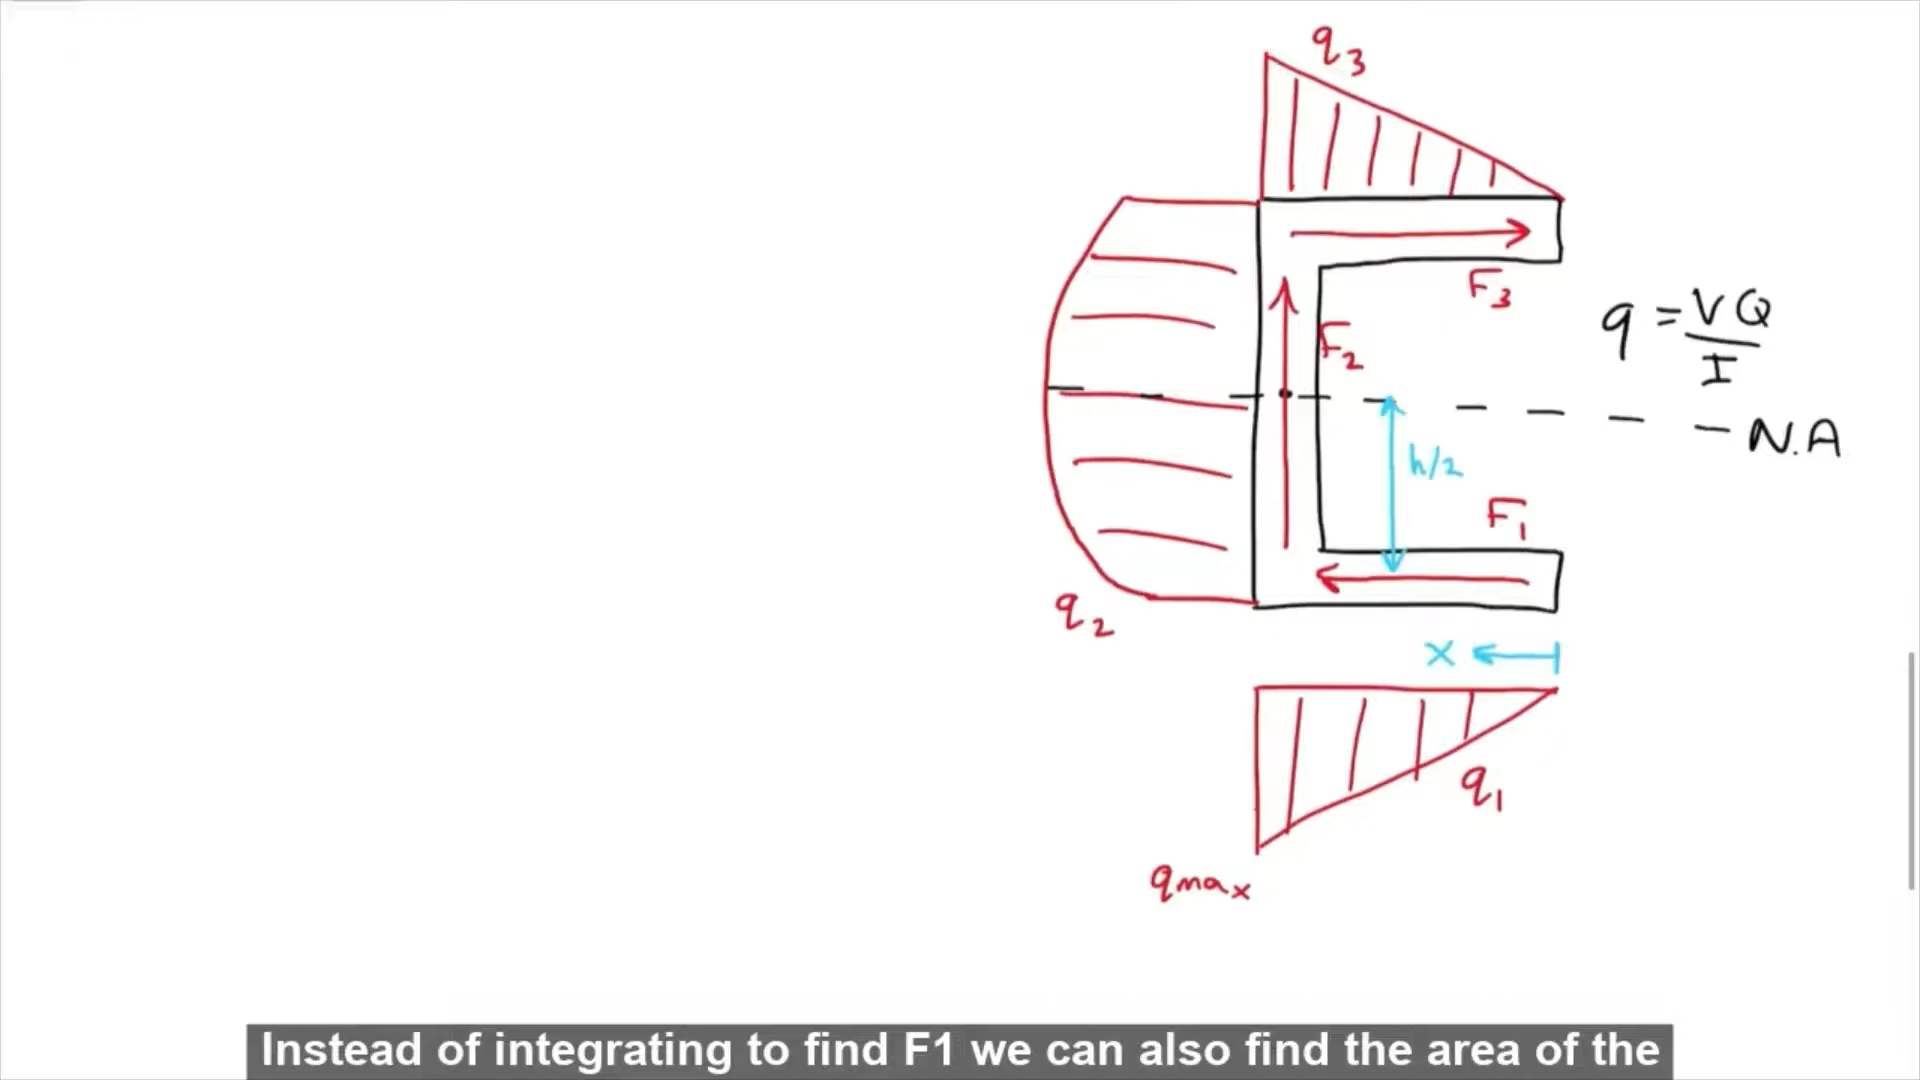 q3
F3
q = VQ
I
F2
N.A
h/2
F1
q2
x
q1
qmax
Instead of integrating to find F1 we can also find the area of the